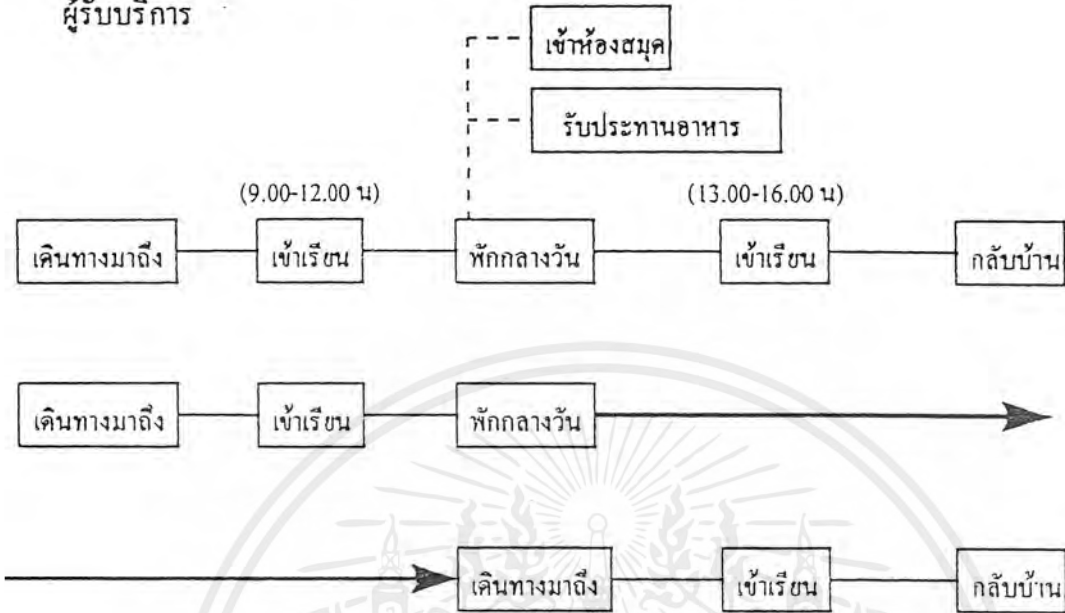 ผู้รับบริการ
เข้าห้องสมุด
รับประทานอาหาร
(9.00-12.00 น)
(13.00-16.00 น)
เดินทางมาถึง เข้าเรียน พักกลางวัน เข้าเรียน กลับบ้าน
เดินทางมาถึง เข้าเรียน พักกลางวัน
เดินทางมาถึง เข้าเรียน กลับบ้าน